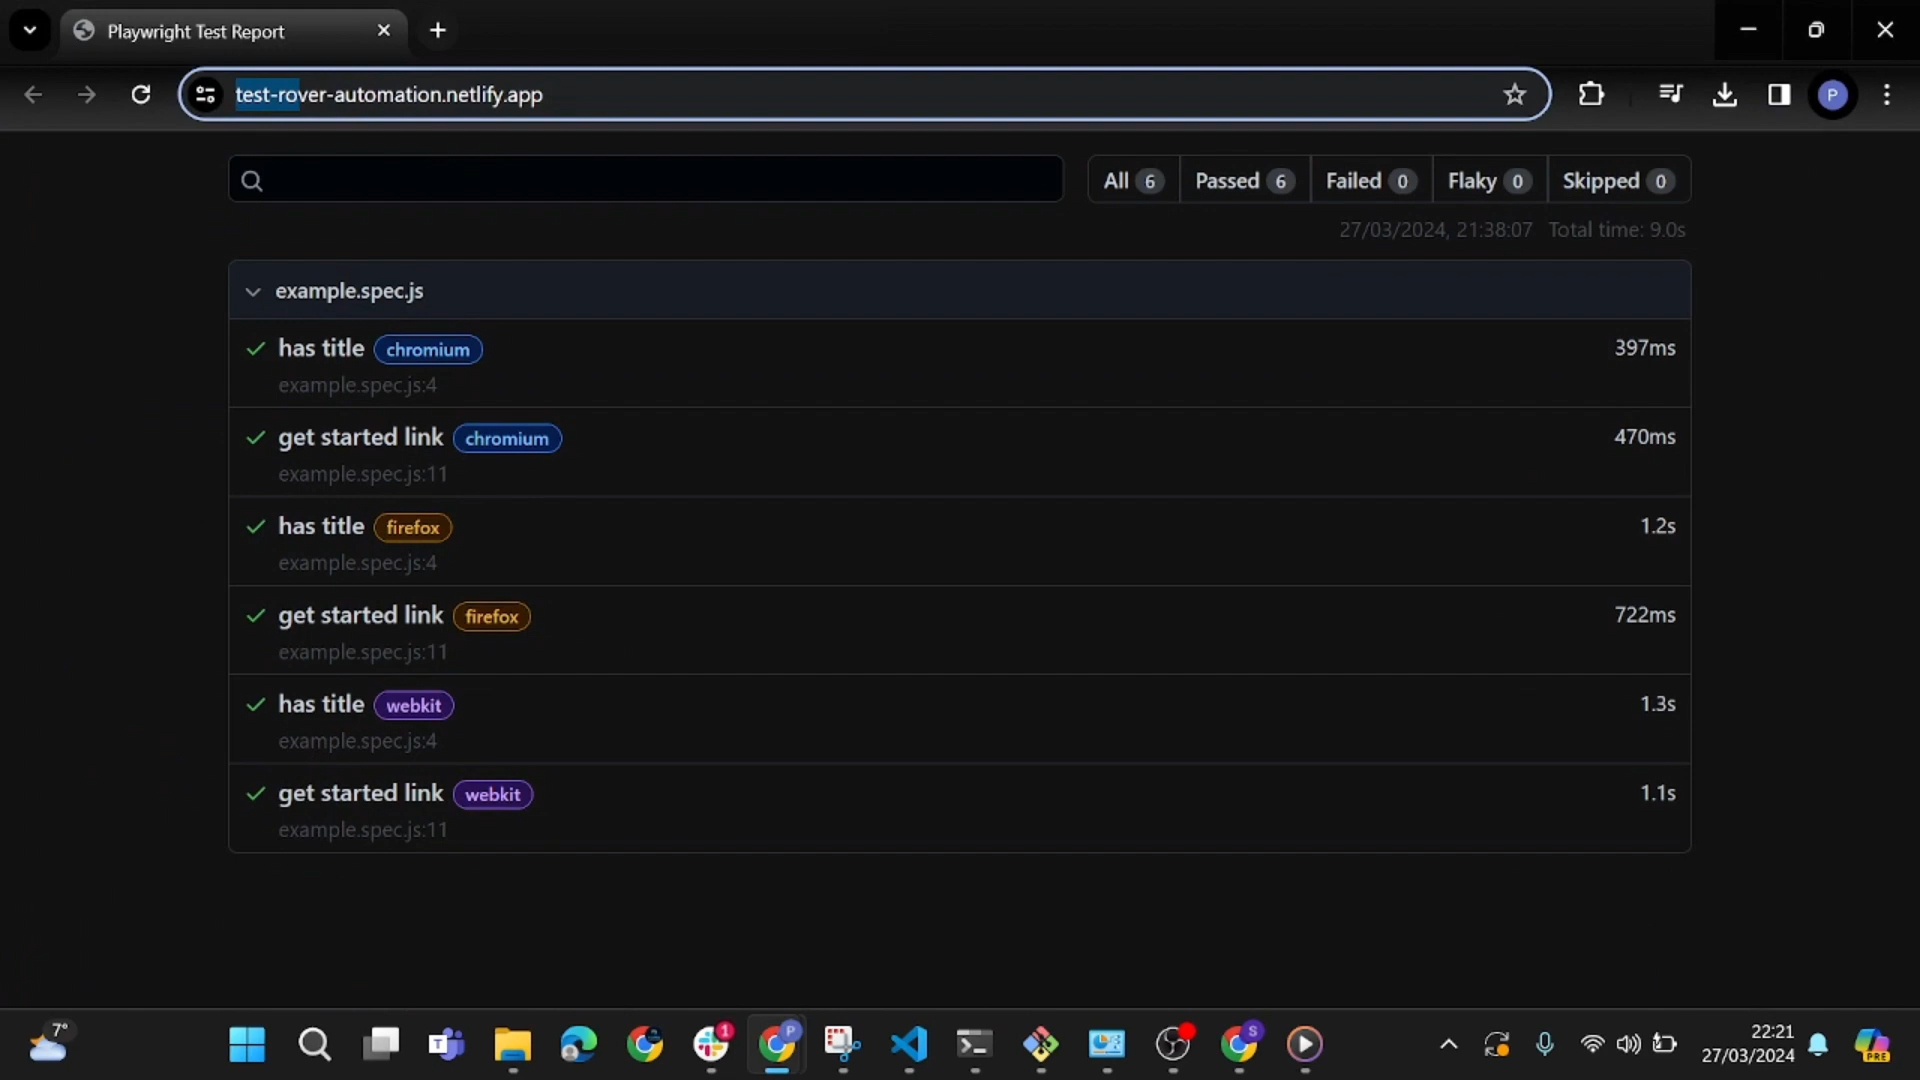 Playwright Test Report
test-rover-automation.netlify.app
P
All 6 Passed 6 Failed 0 Flaky 0 Skipped 0
27/03/2024, 21:38:07 Total time: 9.0s
example.spec.js
has title chromium 397ms
example.spec.js:4
get started link chromium 470ms
example.spec.js:11
has title firefox 1.2s
example.spec.js:4
get started link firefox 722ms
example.spec.js:11
has title webkit 1.3s
example.spec.js:4
get started link webkit 1.1s
example.spec.js:11
7°
T
1
P
S
22:21
27/03/2024
PRE